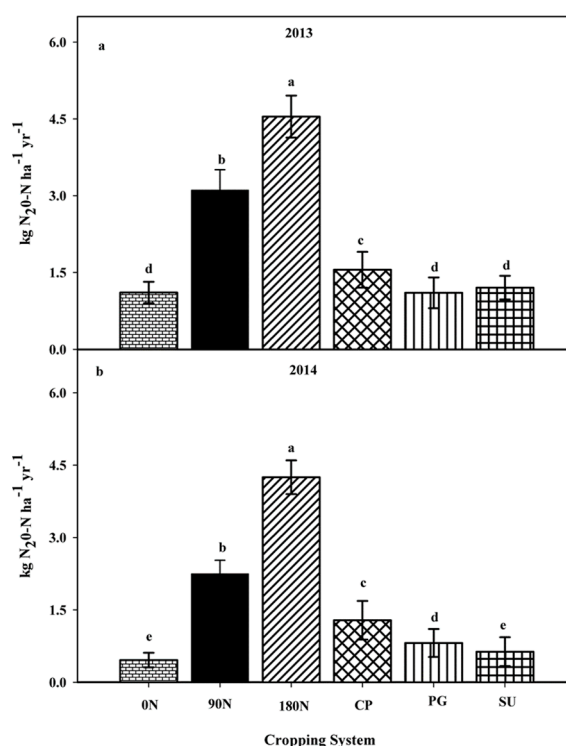 2013
a
6.0
a
4.5
b
3.0
c
1.5
d
d
d
0.0
kg N₂0-N ha⁻¹ yr⁻¹
2014
b
6.0
a
4.5
3.0
b
c
1.5
d
e
e
0.0
kg N₂0-N ha⁻¹ yr⁻¹
0N 90N 180N CP PG SU
Cropping System